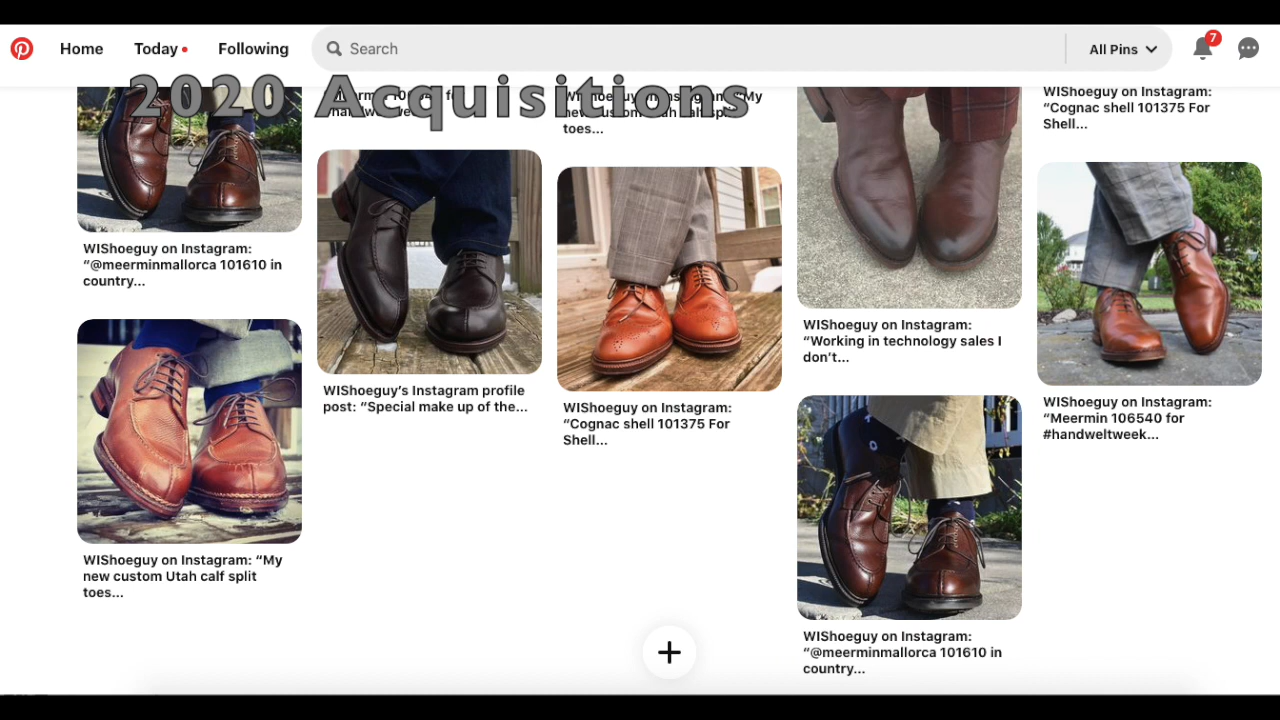 Home
Today
Following
Search
All Pins
7
2020 Acquisitions
WIShoeguy on Instagram:
“@meerminmallorca 101610 in
country...
WIShoeguy on Instagram: “My
new custom Utah calf split
toes...
WIShoeguy’s Instagram profile
post: “Special make up of the...
toes...
WIShoeguy on Instagram:
“Cognac shell 101375 For
Shell...
WIShoeguy on Instagram:
“Working in technology sales I
don’t...
WIShoeguy on Instagram:
“@meerminmallorca 101610 in
country...
WIShoeguy on Instagram:
“Cognac shell 101375 For
Shell...
WIShoeguy on Instagram:
“Meermin 106540 for
#handweltweek...